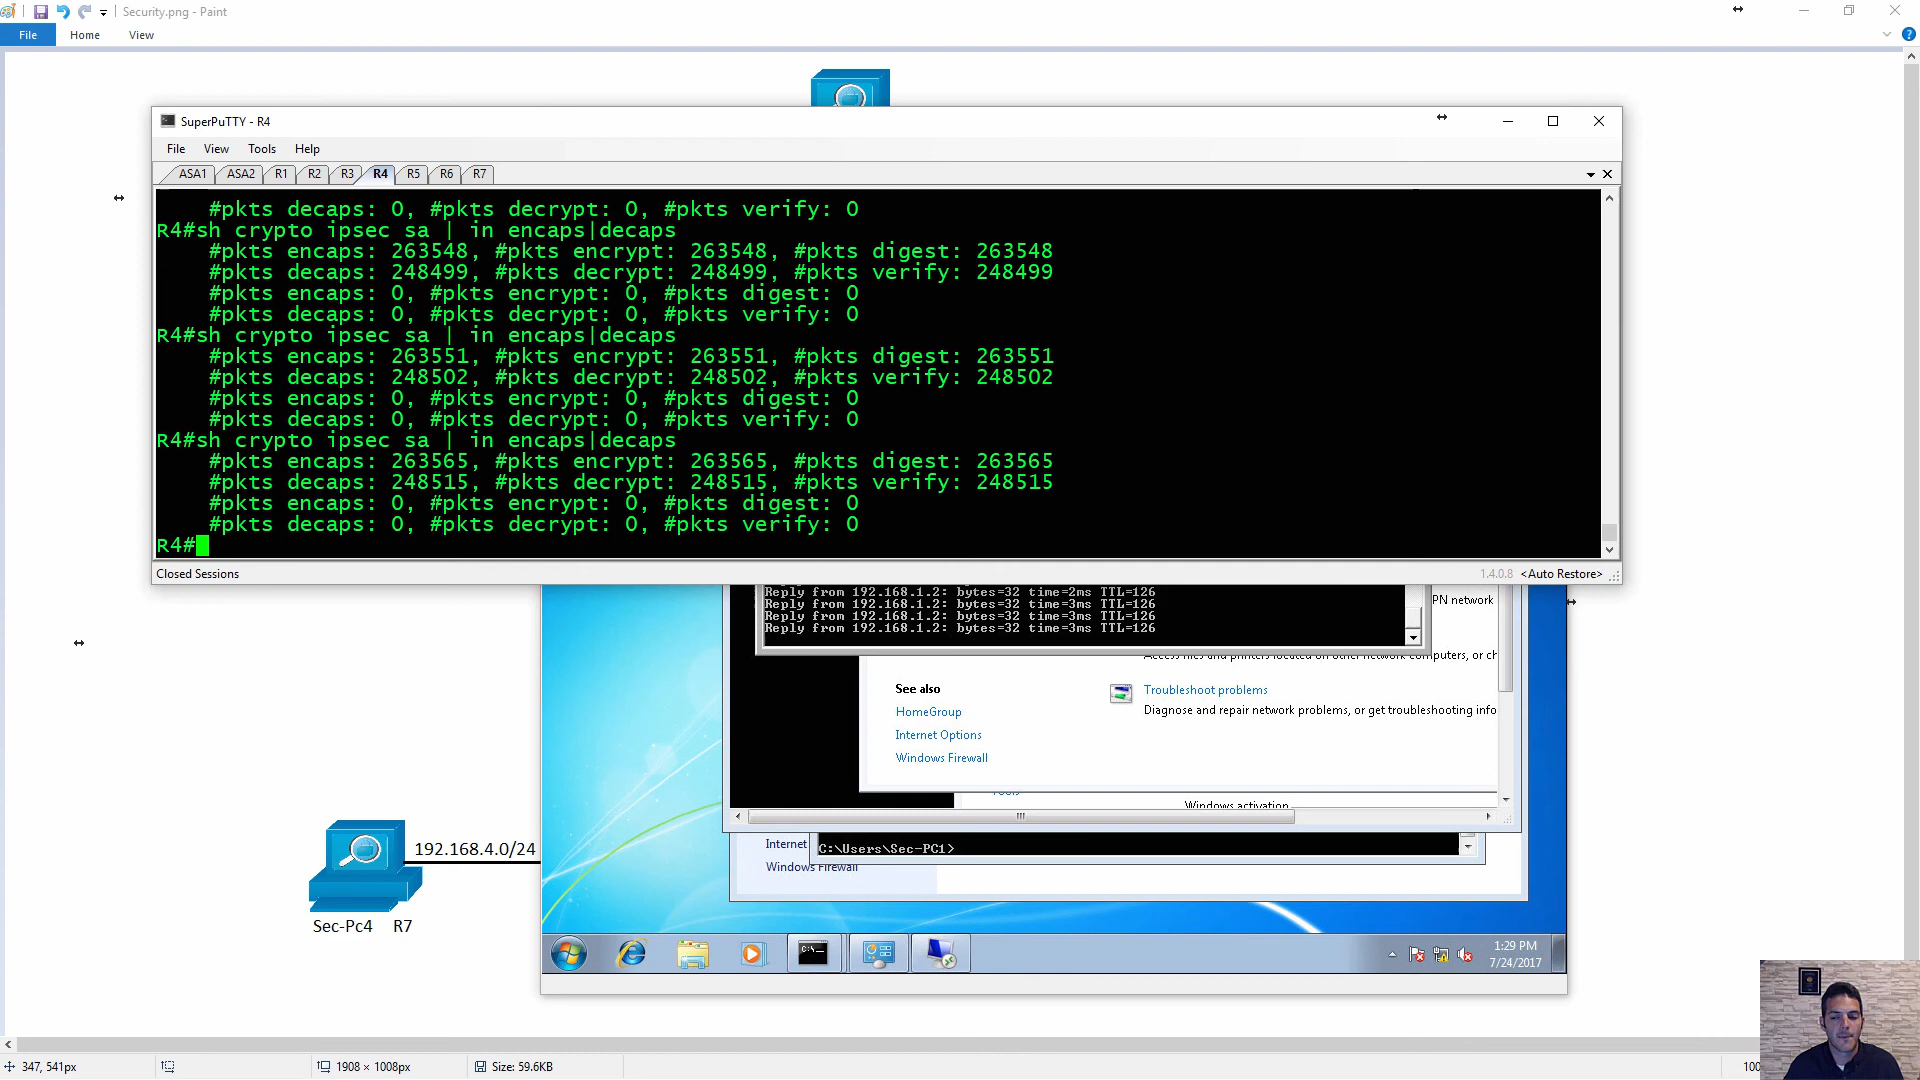 Security.png - Paint
File
Home
View
SuperPuTTY - R4
File
View
Tools
Help
ASA1
ASA2
R1
R2
R3
R4
R5
R6
R7
#pkts decaps: 0, #pkts decrypt: 0, #pkts verify: 0
R4#sh crypto ipsec sa | in encaps|decaps
#pkts encaps: 263548, #pkts encrypt: 263548, #pkts digest: 263548
#pkts decaps: 248499, #pkts decrypt: 248499, #pkts verify: 248499
#pkts encaps: 0, #pkts encrypt: 0, #pkts digest: 0
#pkts decaps: 0, #pkts decrypt: 0, #pkts verify: 0
R4#sh crypto ipsec sa | in encaps|decaps
#pkts encaps: 263551, #pkts encrypt: 263551, #pkts digest: 263551
#pkts decaps: 248502, #pkts decrypt: 248502, #pkts verify: 248502
#pkts encaps: 0, #pkts encrypt: 0, #pkts digest: 0
#pkts decaps: 0, #pkts decrypt: 0, #pkts verify: 0
R4#sh crypto ipsec sa | in encaps|decaps
#pkts encaps: 263565, #pkts encrypt: 263565, #pkts digest: 263565
#pkts decaps: 248515, #pkts decrypt: 248515, #pkts verify: 248515
#pkts encaps: 0, #pkts encrypt: 0, #pkts digest: 0
#pkts decaps: 0, #pkts decrypt: 0, #pkts verify: 0
R4#
Closed Sessions
1.4.0.8 <Auto Restore>
Reply from 192.168.1.2: bytes=32 time=2ms TTL=126
Reply from 192.168.1.2: bytes=32 time=3ms TTL=126
Reply from 192.168.1.2: bytes=32 time=3ms TTL=126
Reply from 192.168.1.2: bytes=32 time=3ms TTL=126
PN network
Access files and printers located on other network computers, or ch
See also
HomeGroup
Internet Options
Windows Firewall
Troubleshoot problems
Diagnose and repair network problems, or get troubleshooting info
Windows activation
Internet
Windows Firewall
C:\Users\Sec-PC1>
192.168.4.0/24
Sec-Pc4 R7
1:29 PM
7/24/2017
347, 541px
1908 × 1008px
Size: 59.6KB
100